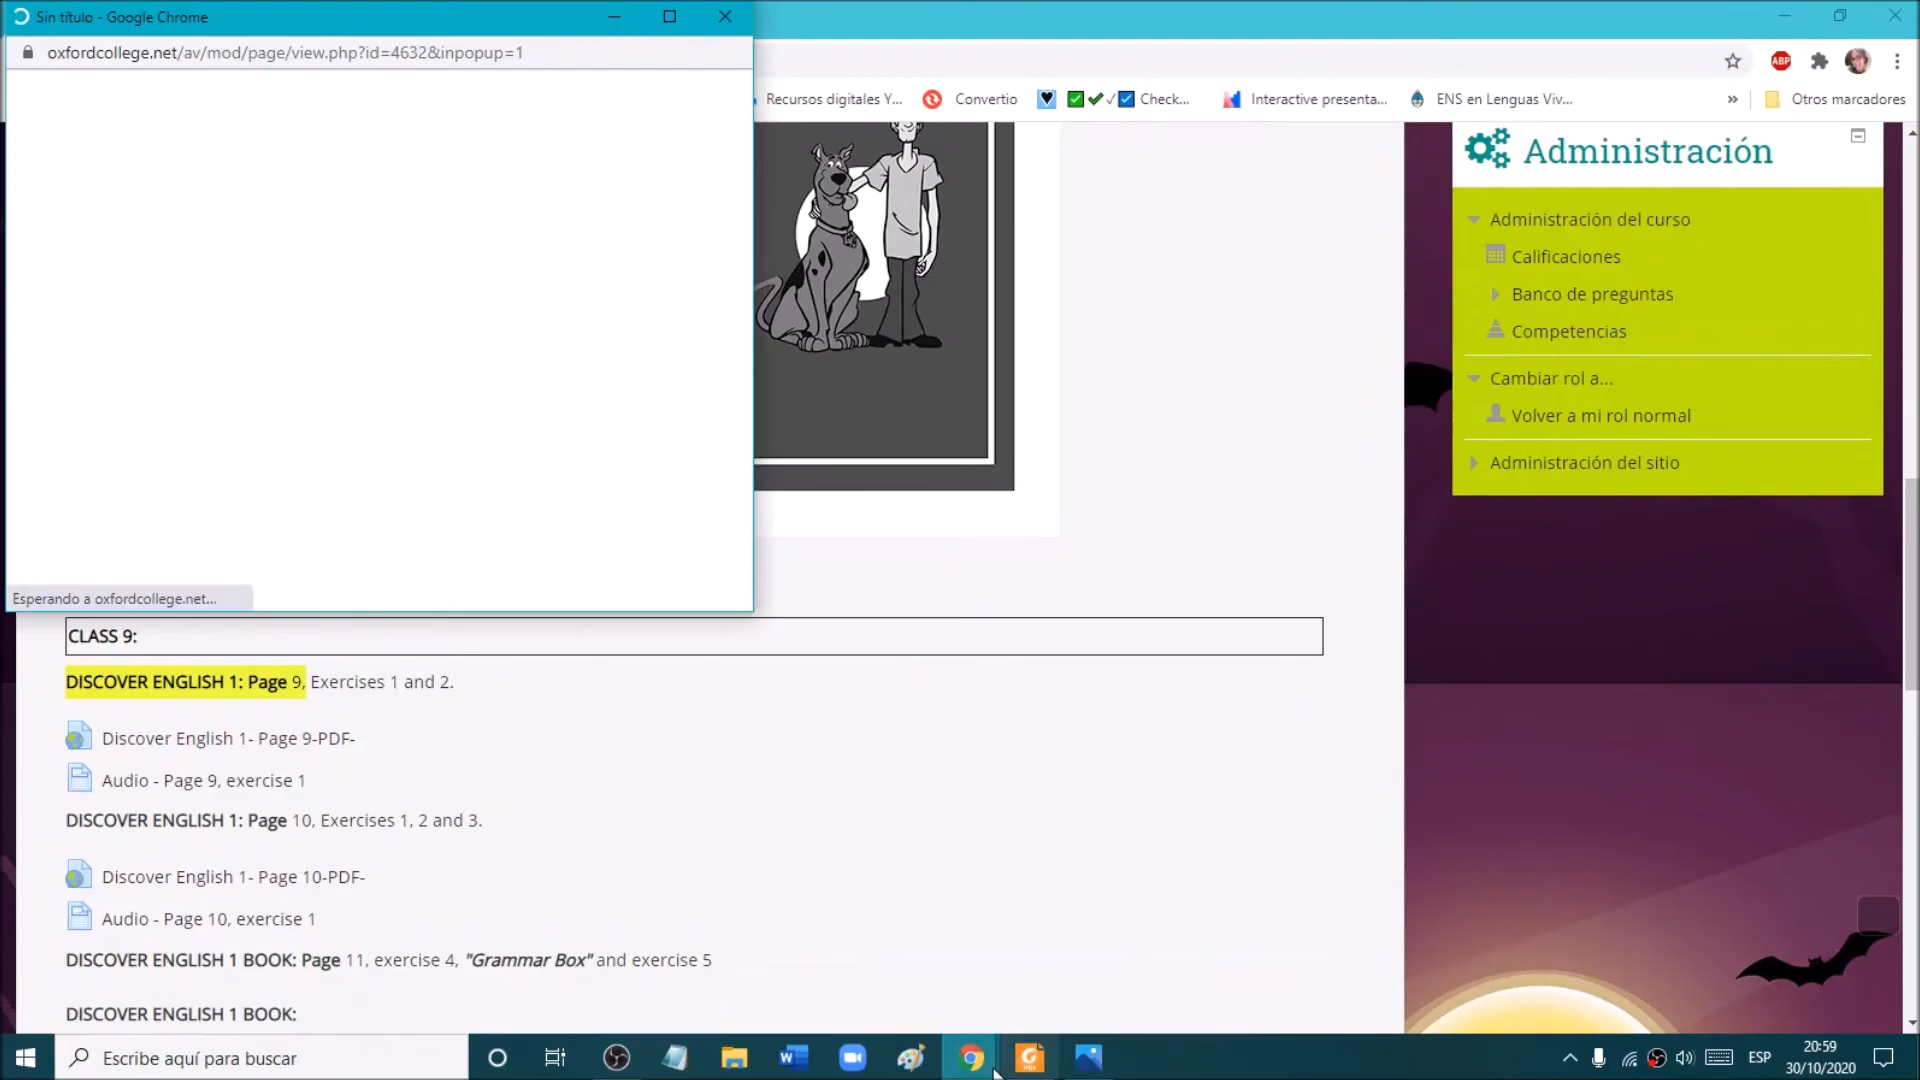 Sin título - Google Chrome
oxfordcollege.net/av/mod/page/view.php?id=4632&inpopup=1
ABP
Recursos digitales Y...
Convertio
Check...
Interactive presenta...
ENS en Lenguas Viv...
»
Otros marcadores
Administración
Administración del curso
Calificaciones
Banco de preguntas
Competencias
Cambiar rol a...
Volver a mi rol normal
Administración del sitio
Esperando a oxfordcollege.net...
CLASS 9:
DISCOVER ENGLISH 1: Page 9, Exercises 1 and 2.
Discover English 1- Page 9-PDF-
Audio - Page 9, exercise 1
DISCOVER ENGLISH 1: Page 10, Exercises 1, 2 and 3.
Discover English 1- Page 10-PDF-
Audio - Page 10, exercise 1
DISCOVER ENGLISH 1 BOOK: Page 11, exercise 4, "Grammar Box" and exercise 5
DISCOVER ENGLISH 1 BOOK:
Escribe aquí para buscar
ESP
20:59
30/10/2020